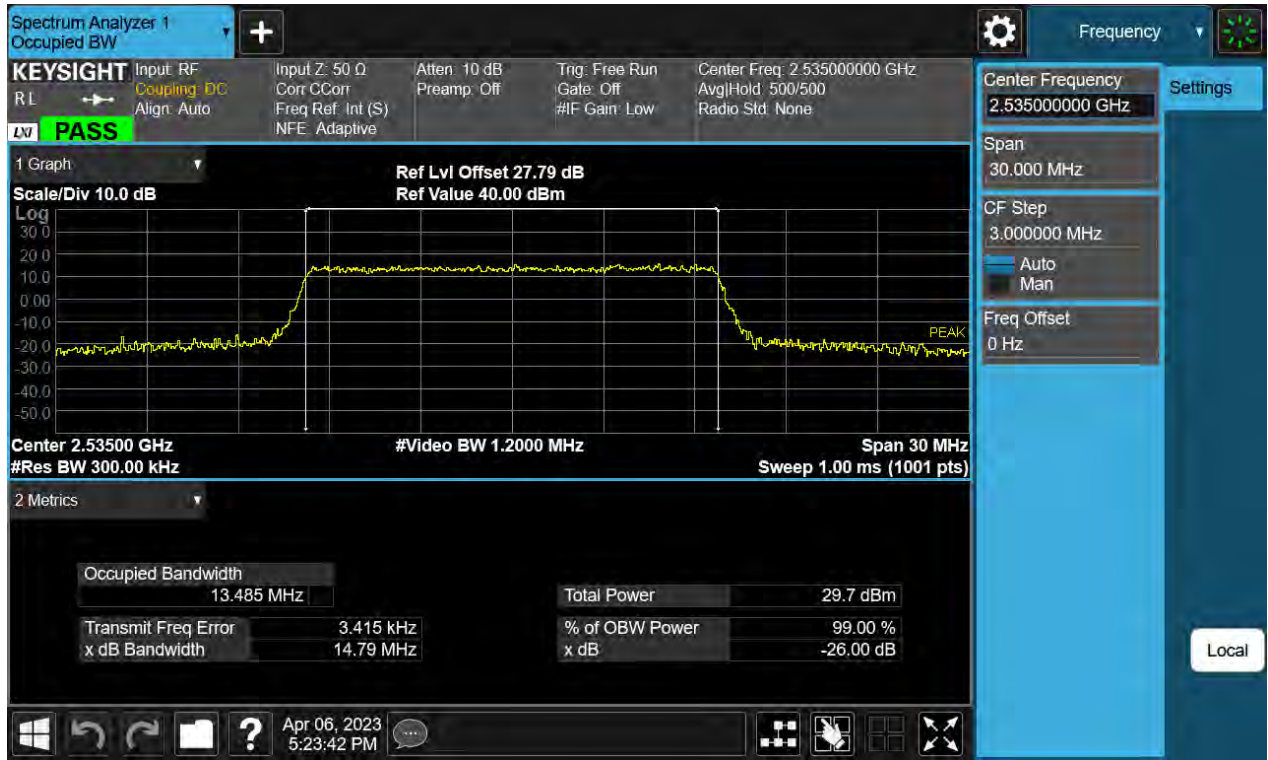 Spectrum Analyzer 1
Occupied BW
+
Frequency
KEYSIGHT
RL
LXI
PASS
Input: RF
Coupling: DC
Align: Auto
Input Z: 50 Ω
Corr CCorr
Freq Ref: Int (S)
NFE: Adaptive
Atten: 10 dB
Preamp: Off
Trig: Free Run
Gate: Off
#IF Gain: Low
Center Freq: 2.535000000 GHz
Avg|Hold: 500/500
Radio Std: None
Center Frequency
2.535000000 GHz
Settings
Span
30.000 MHz
CF Step
3.000000 MHz
Auto
Man
Freq Offset
0 Hz
Local
1 Graph
Scale/Div 10.0 dB
Ref Lvl Offset 27.79 dB
Ref Value 40.00 dBm
Log
30.0
20.0
10.0
0.00
-10.0
-20.0
-30.0
-40.0
-50.0
PEAK
Center 2.53500 GHz
#Video BW 1.2000 MHz
Span 30 MHz
#Res BW 300.00 kHz
Sweep 1.00 ms (1001 pts)
2 Metrics
Occupied Bandwidth
13.485 MHz
Total Power 29.7 dBm
Transmit Freq Error 3.415 kHz
% of OBW Power 99.00 %
x dB Bandwidth 14.79 MHz
x dB -26.00 dB
?
Apr 06, 2023
5:23:42 PM